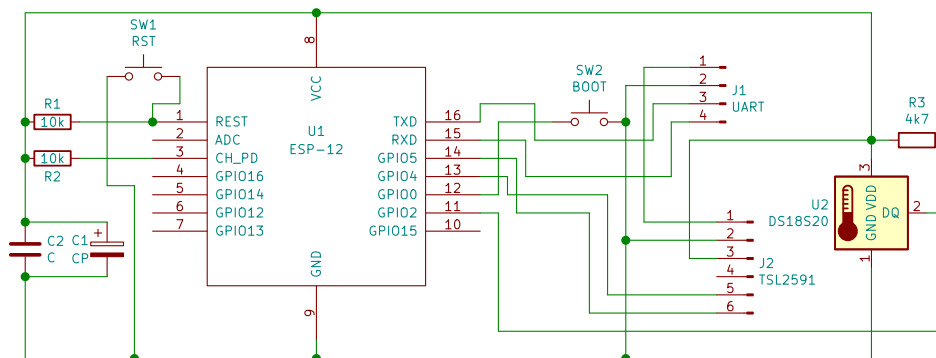 SW1
RST
8
VCC
SW2
BOOT
1
2
3
4
J1
UART
R3
4k7
R1
10k
10k
R2
1
2
3
4
5
6
7
REST
ADC
CH_PD
GPIO16
GPIO14
GPIO12
GPIO13
U1
ESP-12
TXD
RXD
GPIO5
GPIO4
GPIO0
GPIO2
GPIO15
16
15
14
13
12
11
10
GND
9
C2
C
C1
CP
+
1
2
3
4
5
6
J2
TSL2591
U2
DS18S20
3
VDD
GND
DQ
2
1